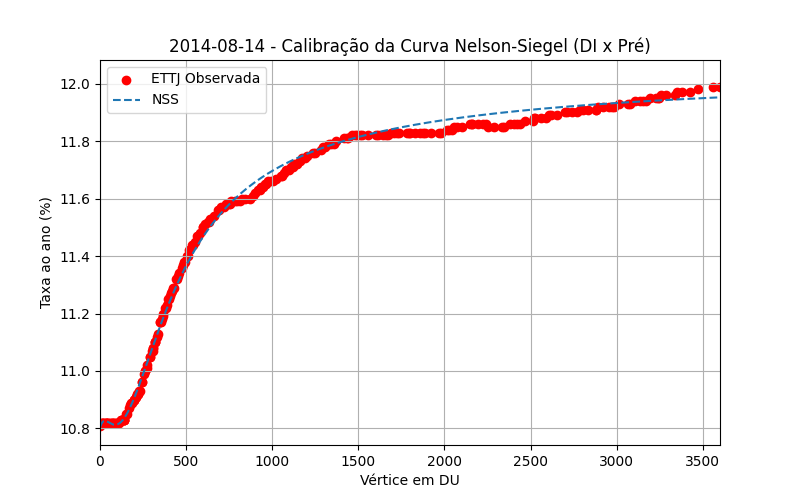 2014-08-14 - Calibração da Curva Nelson-Siegel (DI x Pré)
ETTJ Observada
NSS
Taxa ao ano (%)
12.0
11.8
11.6
11.4
11.2
11.0
10.8
0 500 1000 1500 2000 2500 3000 3500
Vértice em DU